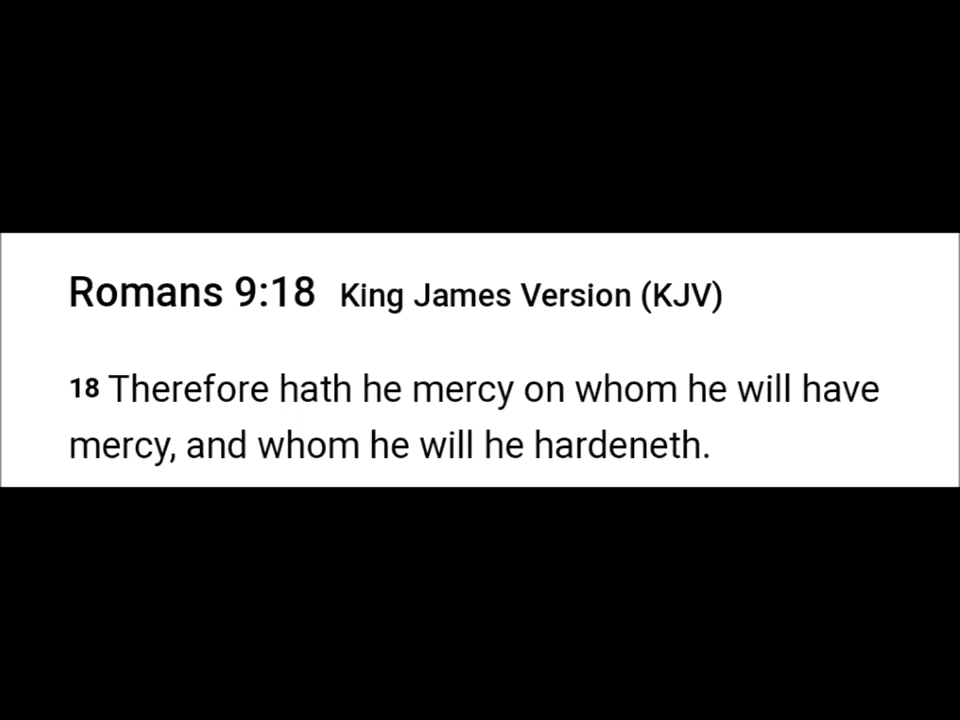 Romans 9:18 King James Version (KJV)
18 Therefore hath he mercy on whom he will have
mercy, and whom he will he hardeneth.